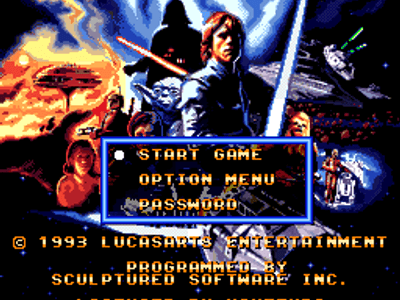 START GAME
OPTION MENU
PASSWORD
© 1993 LUCASARTS ENTERTAINMENT
PROGRAMMED BY
SCULPTURED SOFTWARE INC.